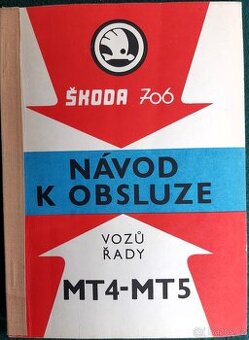 ŠKODA 706
NÁVOD
K OBSLUZE
VOZŮ
ŘADY
MT4-MT5